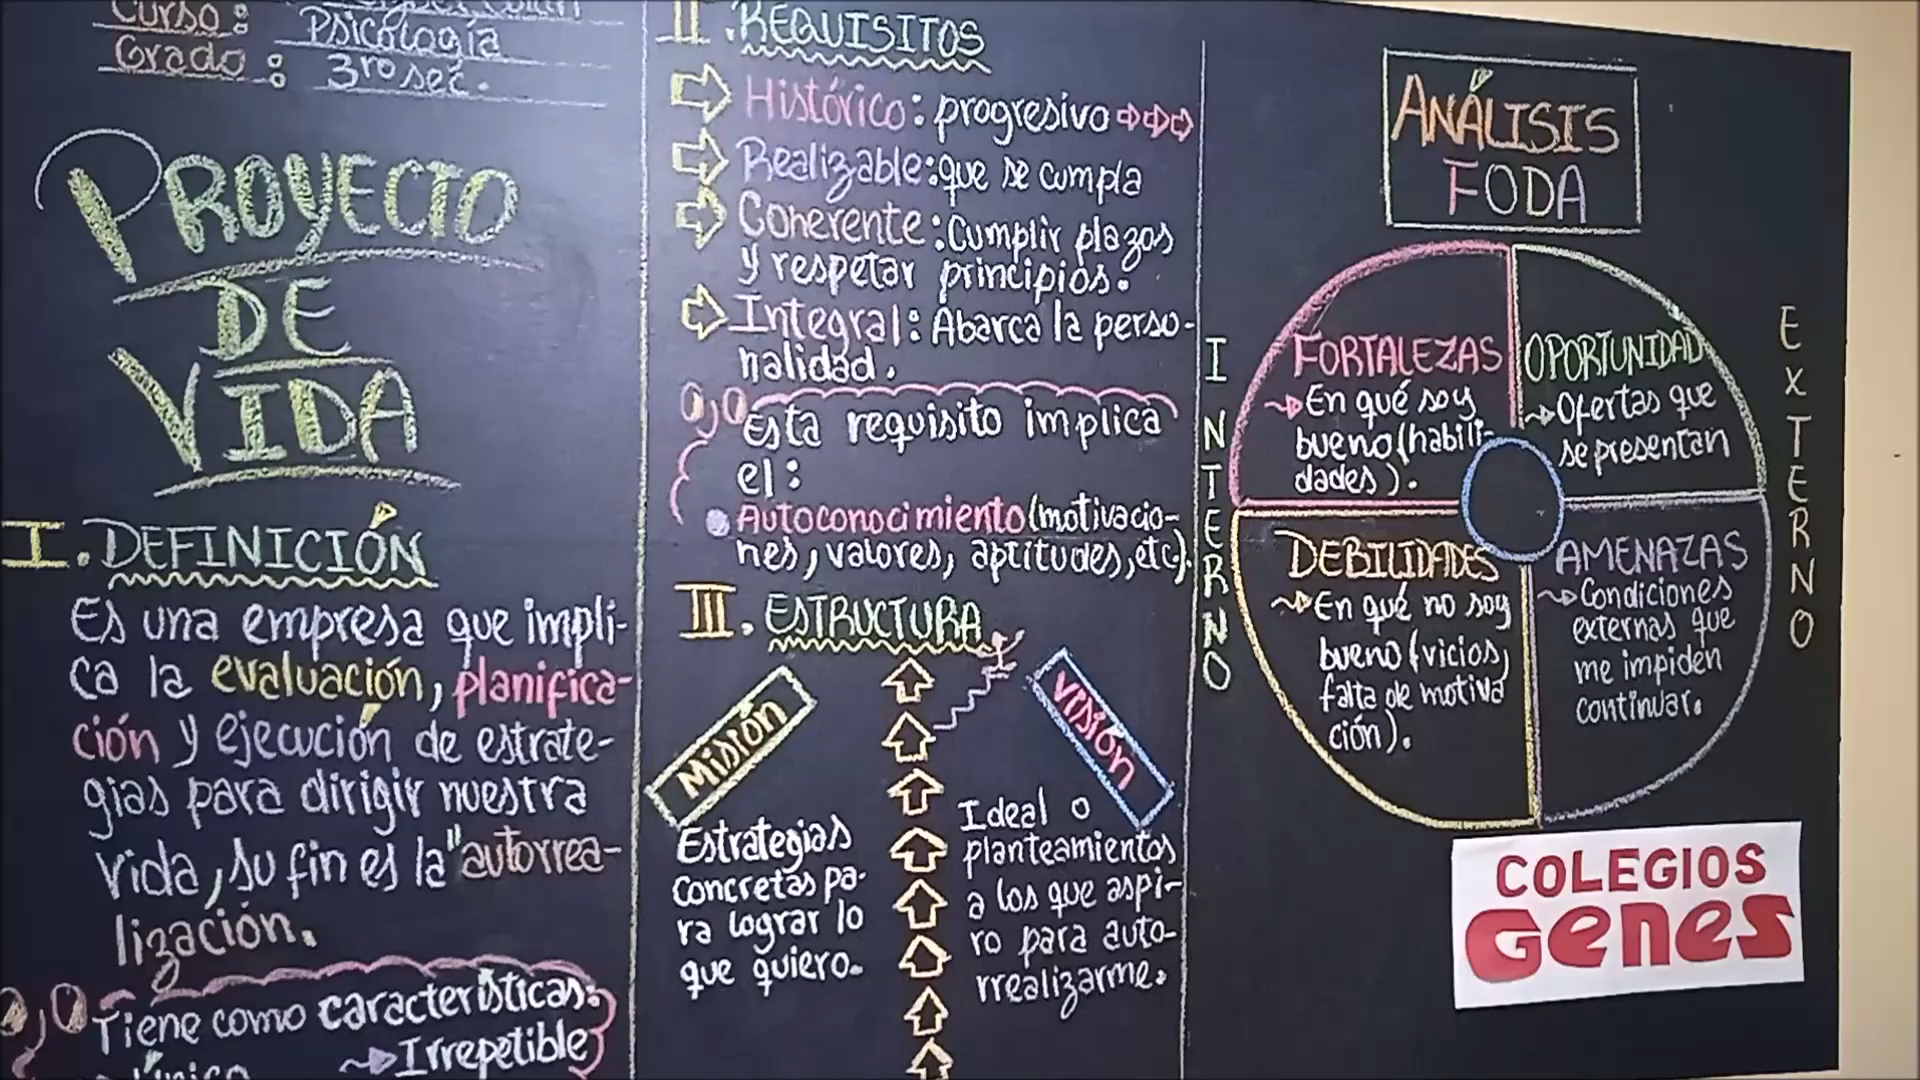 Curso:
Psicología
Grado: 3ro sec.
PROYECTO
DE
VIDA
I. DEFINICIÓN
Es una empresa que impli-
ca la evaluación, planifica-
ción y ejecución de estrate-
gias para dirigir nuestra
vida, su fin es la "autorrea-
lización.
Tiene como características:
Único
Irrepetible
II. REQUISITOS
Histórico: progresivo
Realizable: que se cumpla
Coherente: Cumplir plazos
y respetar principios.
Integral: Abarca la perso-
nalidad.
Esta requisito implica
el:
Autoconocimiento (motivacio-
nes, valores, aptitudes, etc).
III. ESTRUCTURA
Misión
Estrategias
concretas pa-
ra lograr lo
que quiero.
Visión
Ideal o
planteamientos
a los que aspi-
ro para auto-
rrealizarme.
ANÁLISIS
FODA
INTERNO
FORTALEZAS
En qué soy
bueno (habili-
dades).
OPORTUNIDAD
Ofertas que
se presentan
DEBILIDADES
En qué no soy
bueno (vicios,
falta de motiva
ción).
AMENAZAS
Condiciones
externas que
me impiden
continuar.
EXTERNO
COLEGIOS
GENES